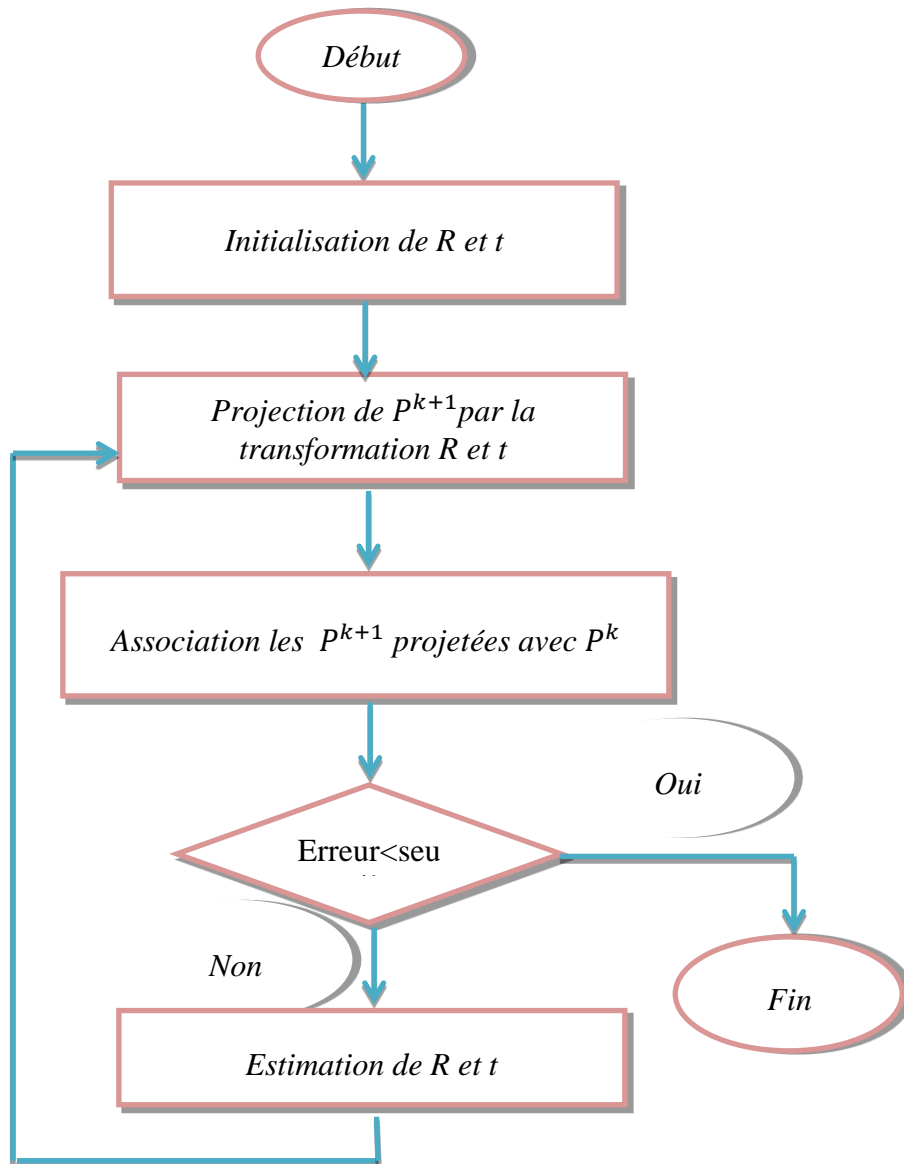 Début
Initialisation de R et t
Projection de P^{k+1} par la
transformation R et t
Association les P^{k+1} projetées avec P^k
Oui
Erreur<seu
Non
Fin
Estimation de R et t